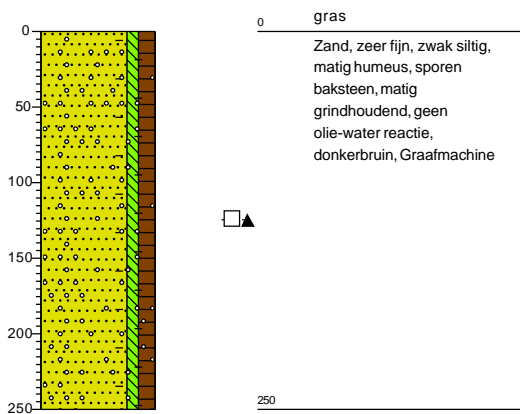 0
50
100
150
200
250
0
gras
Zand, zeer fijn, zwak siltig,
matig humeus, sporen
baksteen, matig
grindhoudend, geen
olie-water reactie,
donkerbruin, Graafmachine
250